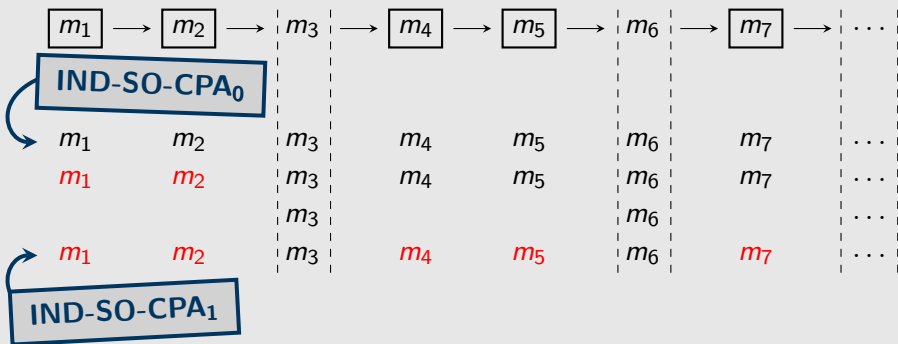 m₁ → m₂ → m₃ → m₄ → m₅ → m₆ → m₇ → ···
IND-SO-CPA₀
m₁ m₂ m₃ m₄ m₅ m₆ m₇ ···
m₁ m₂ m₃ m₄ m₅ m₆ m₇ ···
m₃ m₆ ···
m₁ m₂ m₃ m₄ m₅ m₆ m₇ ···
IND-SO-CPA₁